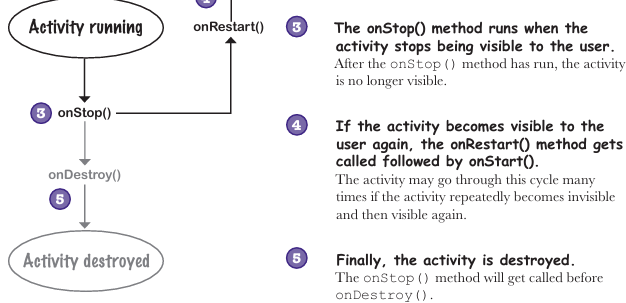 Activity running
onRestart()
3 onStop()
onDestroy()
5
Activity destroyed
3 The onStop() method runs when the
activity stops being visible to the user.
After the onStop() method has run, the activity
is no longer visible.
4 If the activity becomes visible to the
user again, the onRestart() method gets
called followed by onStart().
The activity may go through this cycle many
times if the activity repeatedly becomes invisible
and then visible again.
5 Finally, the activity is destroyed.
The onStop() method will get called before
onDestroy().